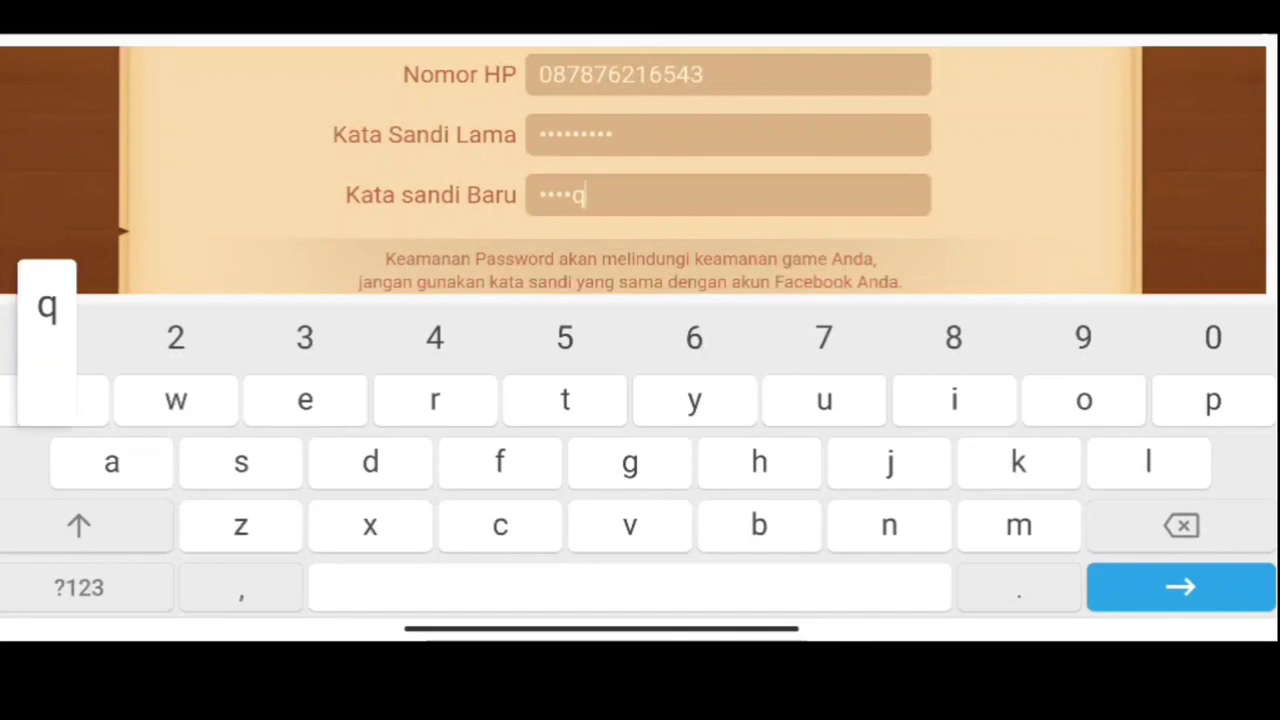 Nomor HP 087876216543
Kata Sandi Lama •••••••••
Kata sandi Baru ••••q
Keamanan Password akan melindungi keamanan game Anda,
jangan gunakan kata sandi yang sama dengan akun Facebook Anda.
q
2 3 4 5 6 7 8 9 0
w e r t y u i o p
a s d f g h j k l
z x c v b n m
?123 , .